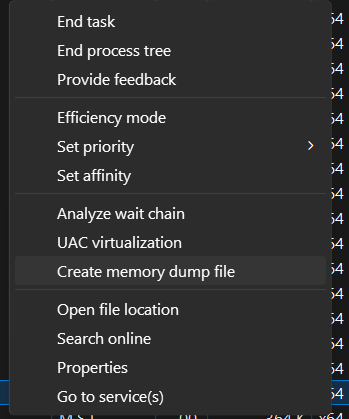 End task
End process tree
Provide feedback
Efficiency mode
Set priority
Set affinity
Analyze wait chain
UAC virtualization
Create memory dump file
Open file location
Search online
Properties
Go to service(s)